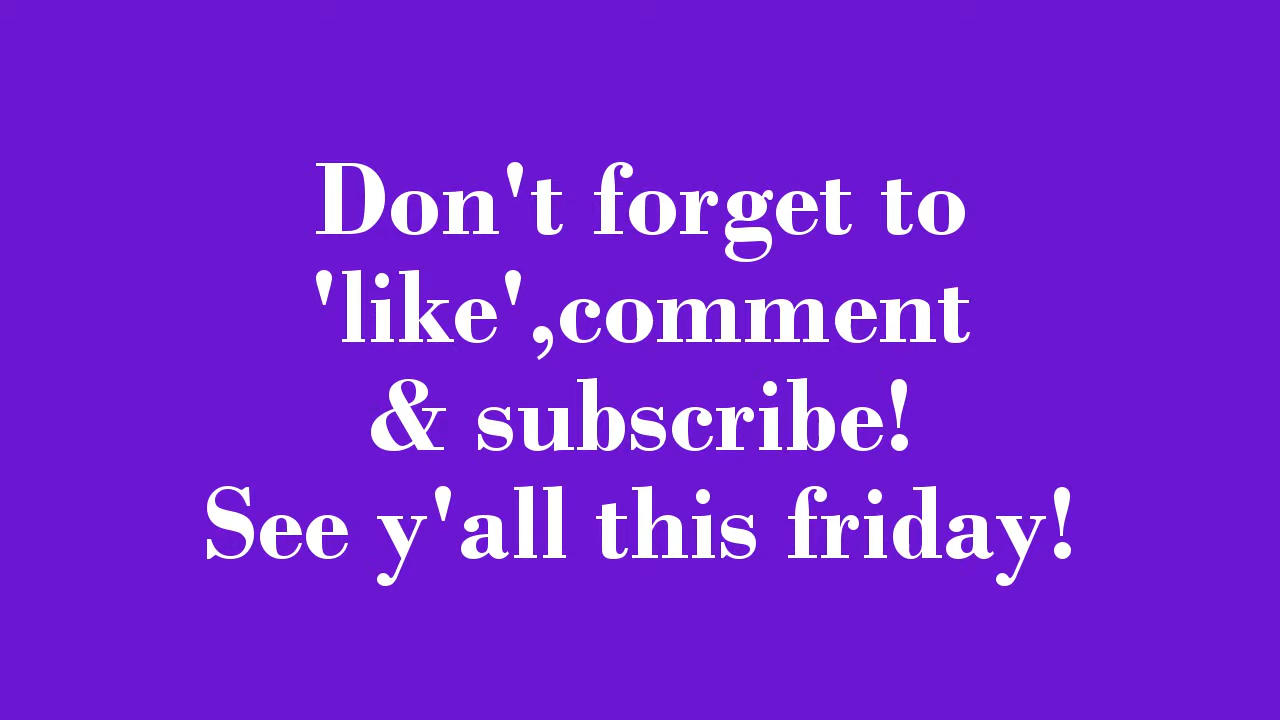 Don't forget to
'like',comment
& subscribe!
See y'all this friday!